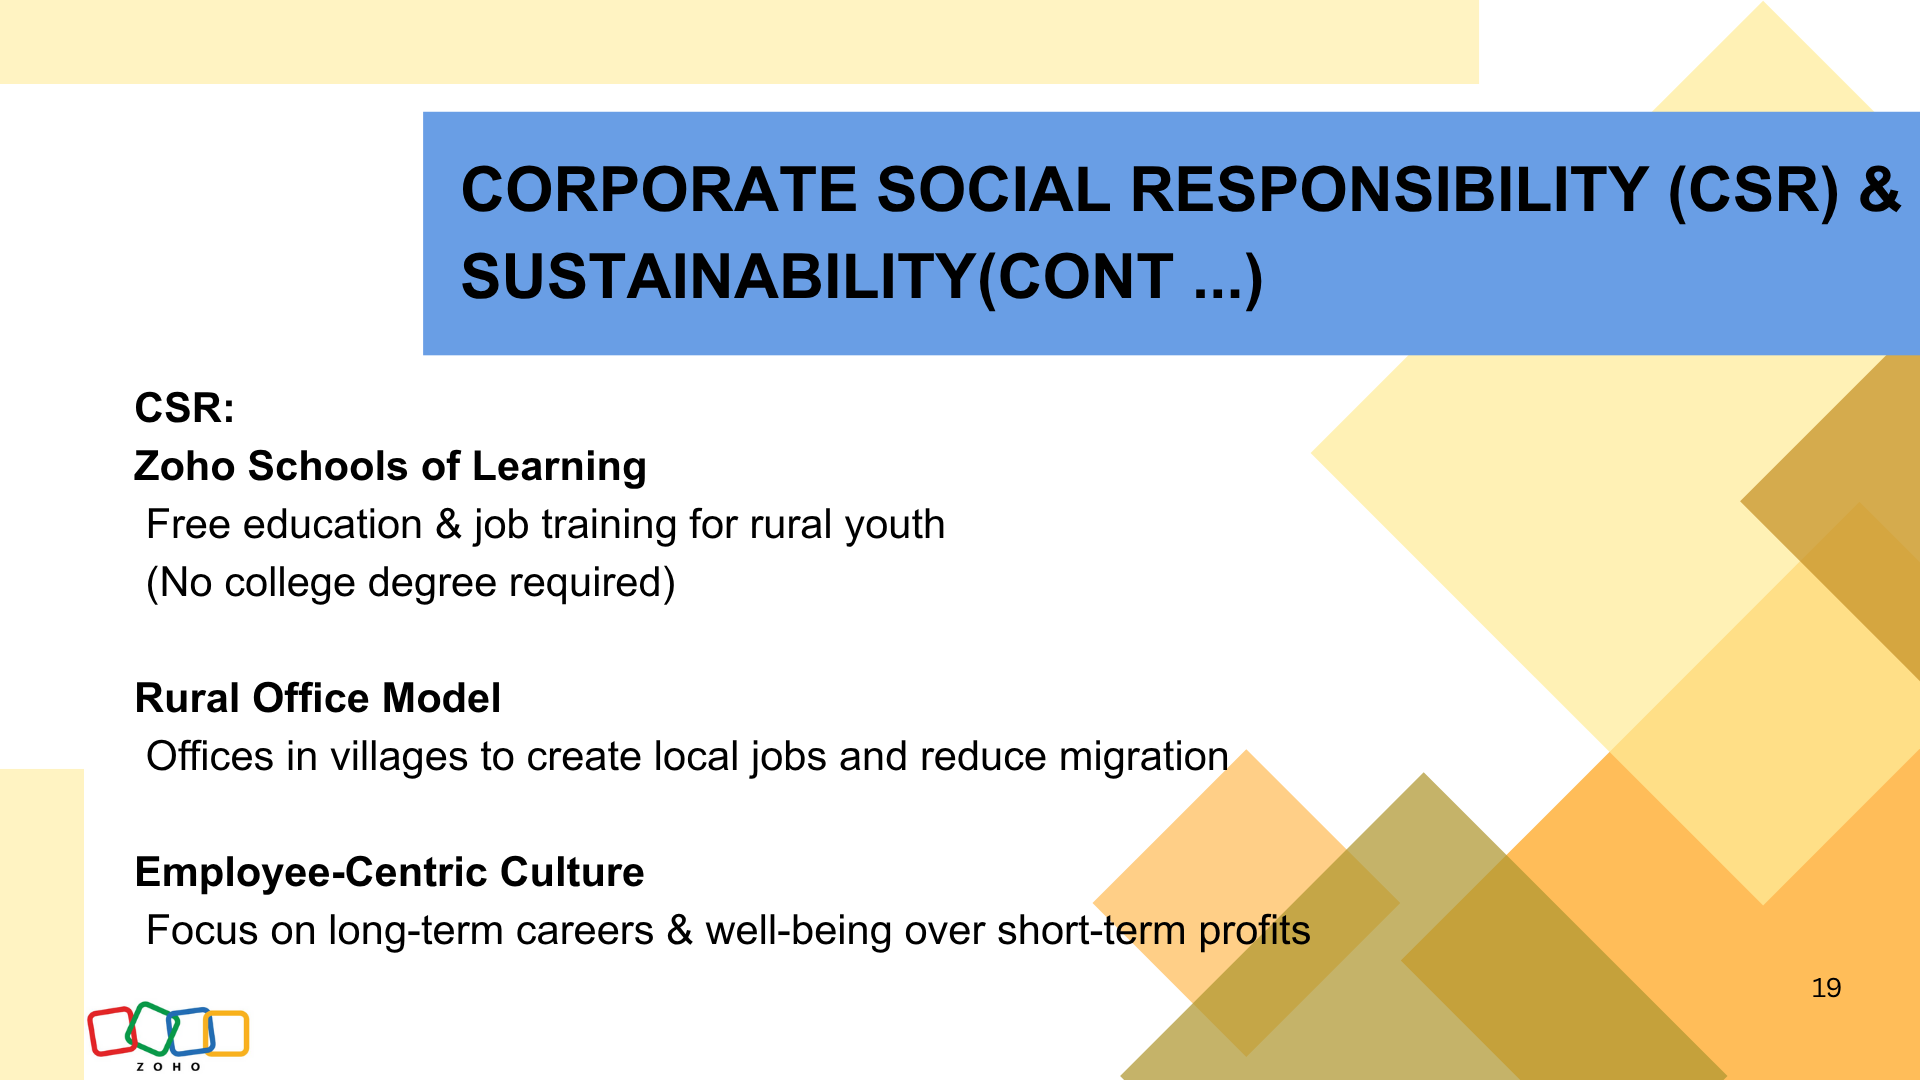 CORPORATE SOCIAL RESPONSIBILITY (CSR) &
SUSTAINABILITY(CONT ...)
CSR:
Zoho Schools of Learning
Free education & job training for rural youth
(No college degree required)
Rural Office Model
Offices in villages to create local jobs and reduce migration
Employee-Centric Culture
Focus on long-term careers & well-being over short-term profits
19
ZOHO